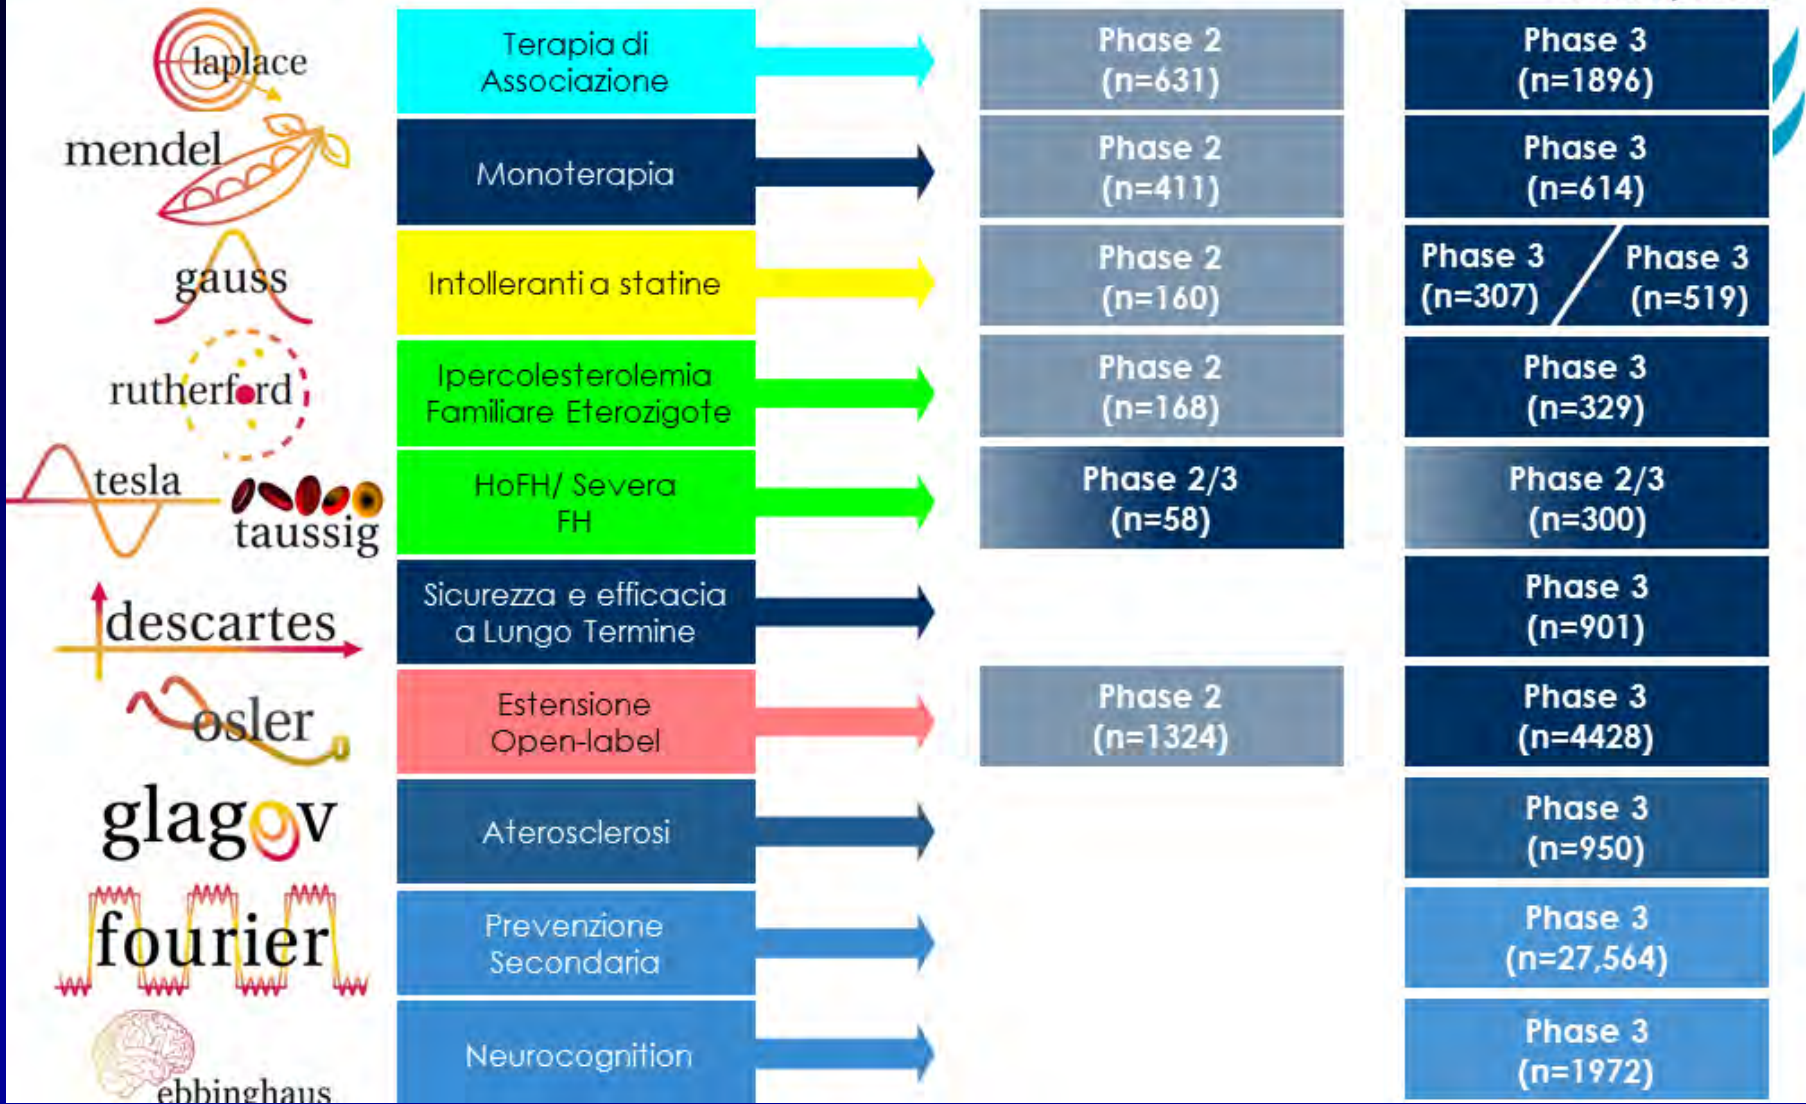 laplace
Terapia di
Associazione
Phase 2
(n=631)
Phase 3
(n=1896)
mendel
Monoterapia
Phase 2
(n=411)
Phase 3
(n=614)
gauss
Intolleranti a statine
Phase 2
(n=160)
Phase 3
(n=307)
Phase 3
(n=519)
rutherford
Ipercolesterolemia
Familiare Eterozigote
Phase 2
(n=168)
Phase 3
(n=329)
tesla
taussig
HoFH/ Severa
FH
Phase 2/3
(n=58)
Phase 2/3
(n=300)
descartes
Sicurezza e efficacia
a Lungo Termine
Phase 3
(n=901)
osler
Estensione
Open-label
Phase 2
(n=1324)
Phase 3
(n=4428)
glagov
Aterosclerosi
Phase 3
(n=950)
fourier
Prevenzione
Secondaria
Phase 3
(n=27,564)
ebbinghaus
Neurocognition
Phase 3
(n=1972)